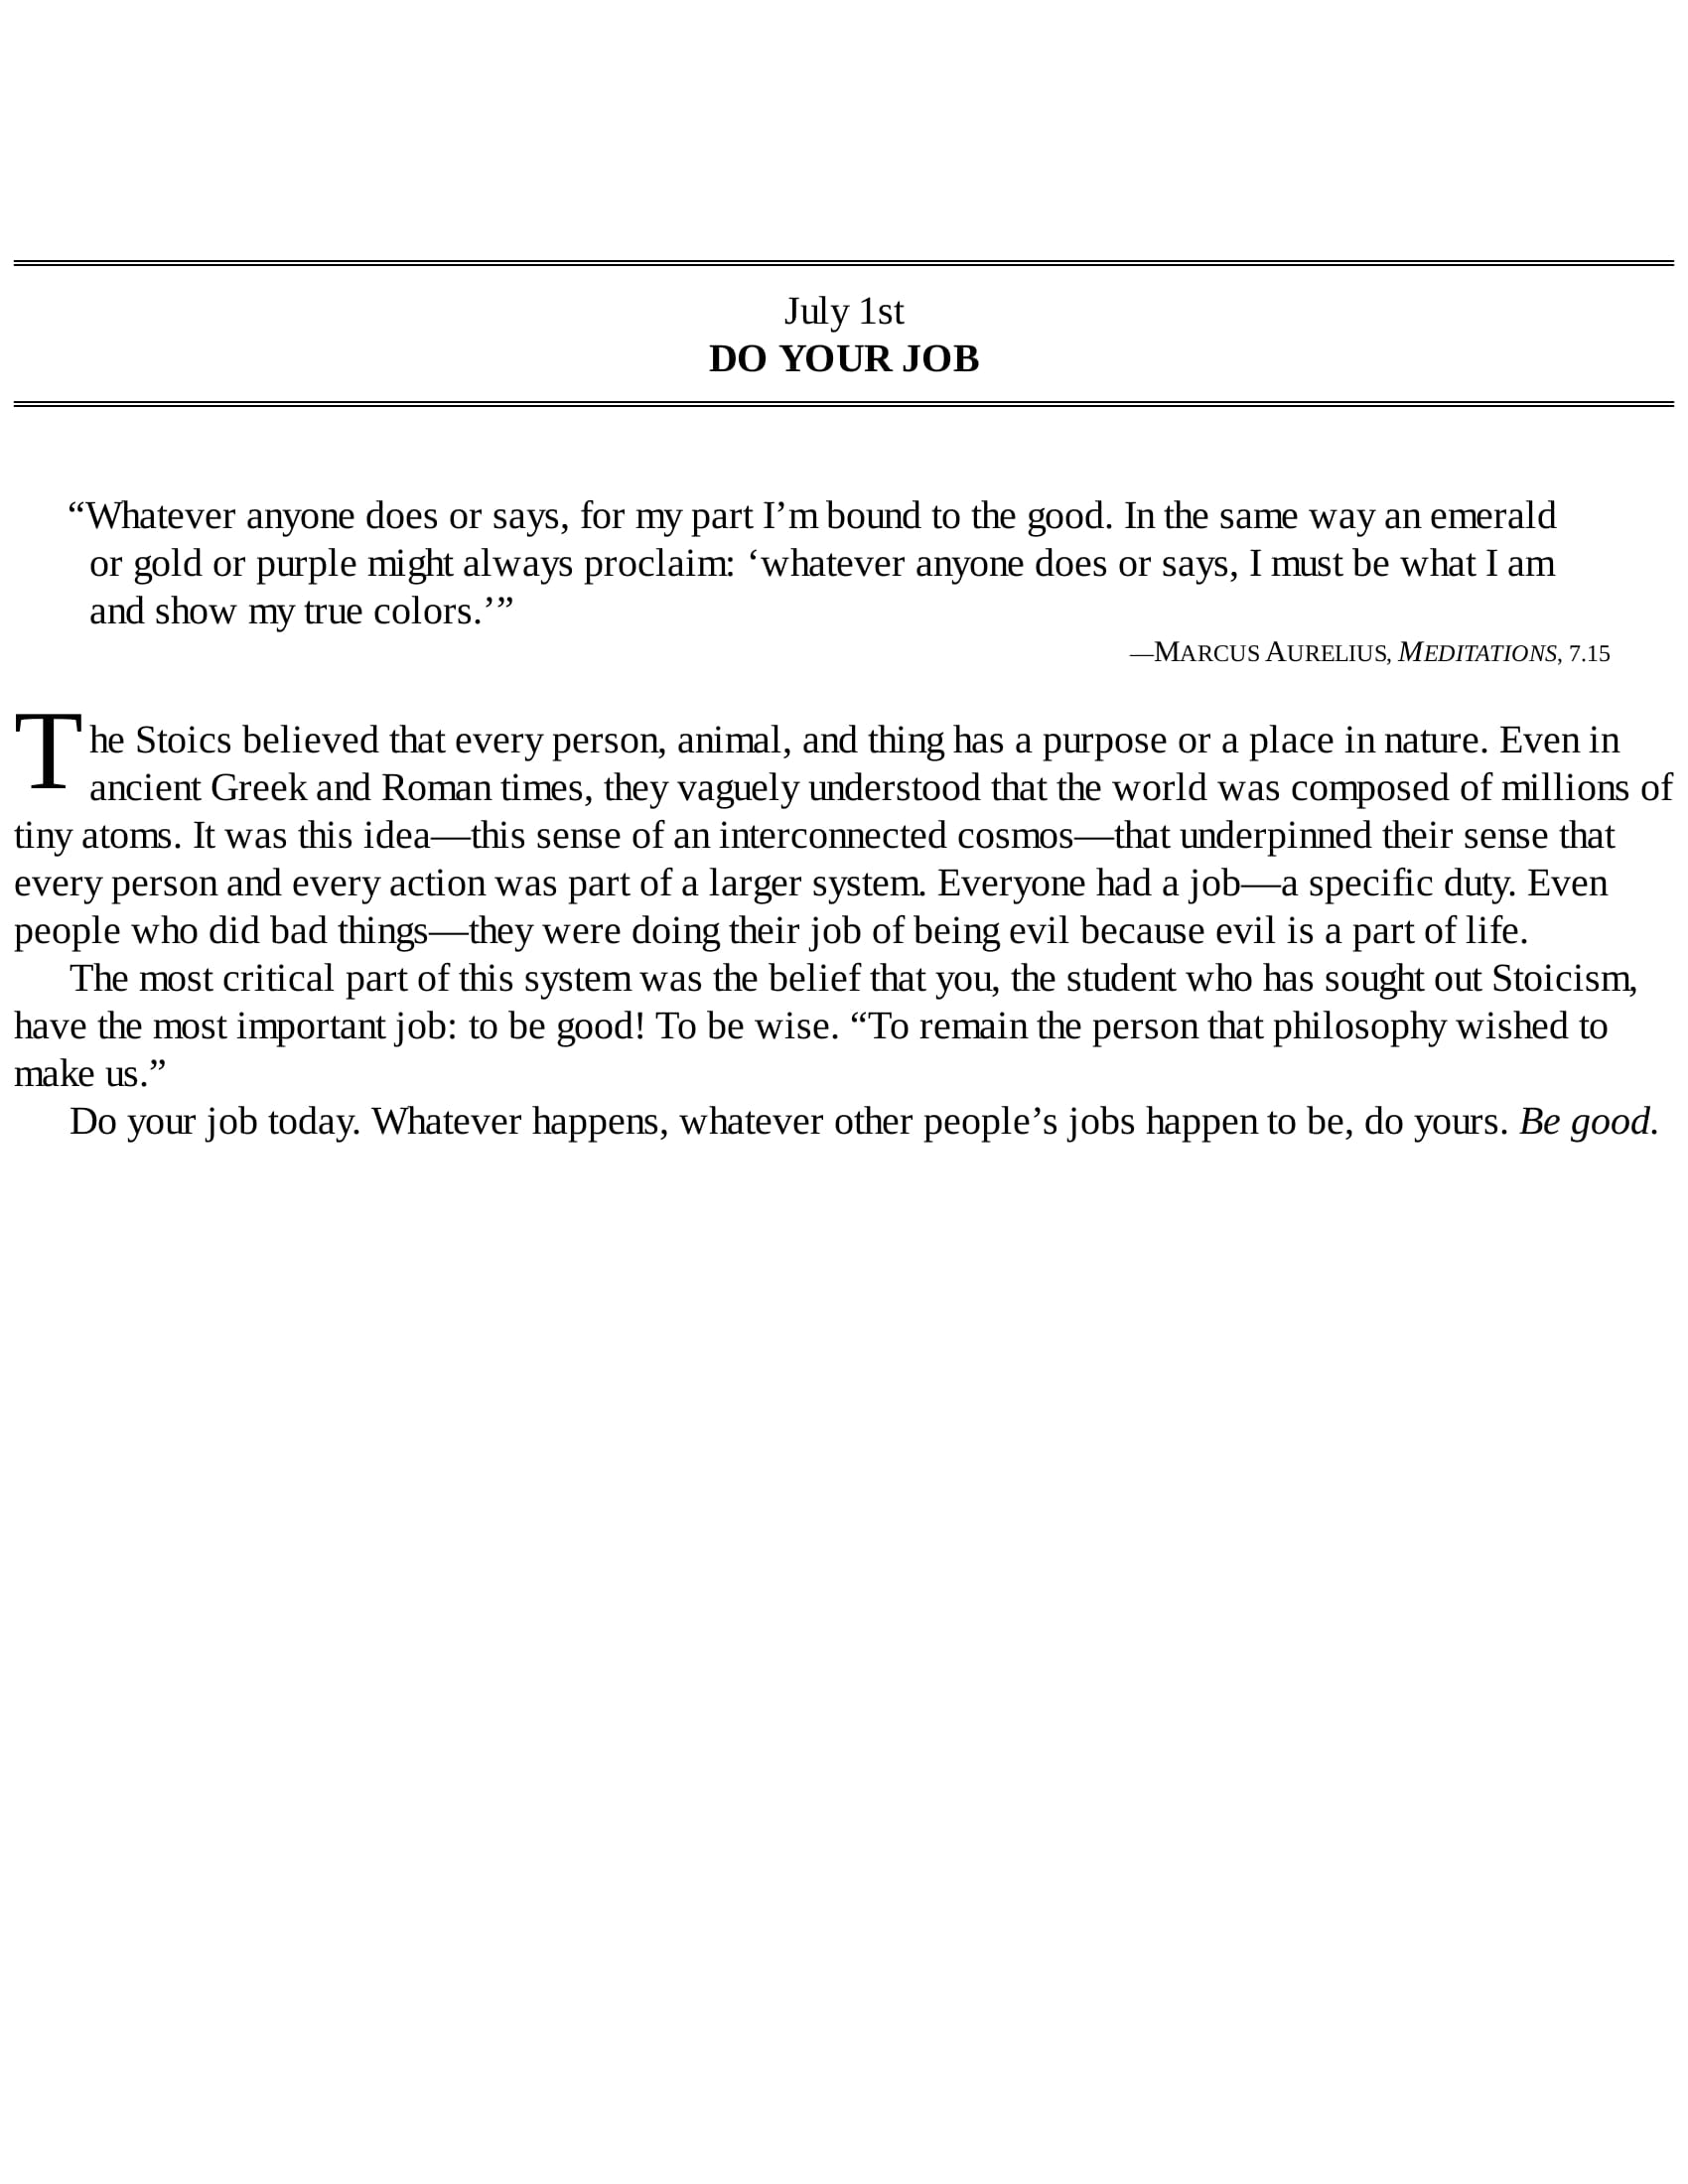 July 1st
DO YOUR JOB
“Whatever anyone does or says, for my part I’m bound to the good. In the same way an emerald
or gold or purple might always proclaim: ‘whatever anyone does or says, I must be what I am
and show my true colors.’”
—MARCUS AURELIUS, MEDITATIONS, 7.15
The Stoics believed that every person, animal, and thing has a purpose or a place in nature. Even in
ancient Greek and Roman times, they vaguely understood that the world was composed of millions of
tiny atoms. It was this idea—this sense of an interconnected cosmos—that underpinned their sense that
every person and every action was part of a larger system. Everyone had a job—a specific duty. Even
people who did bad things—they were doing their job of being evil because evil is a part of life.
The most critical part of this system was the belief that you, the student who has sought out Stoicism,
have the most important job: to be good! To be wise. “To remain the person that philosophy wished to
make us.”
Do your job today. Whatever happens, whatever other people’s jobs happen to be, do yours. Be good.